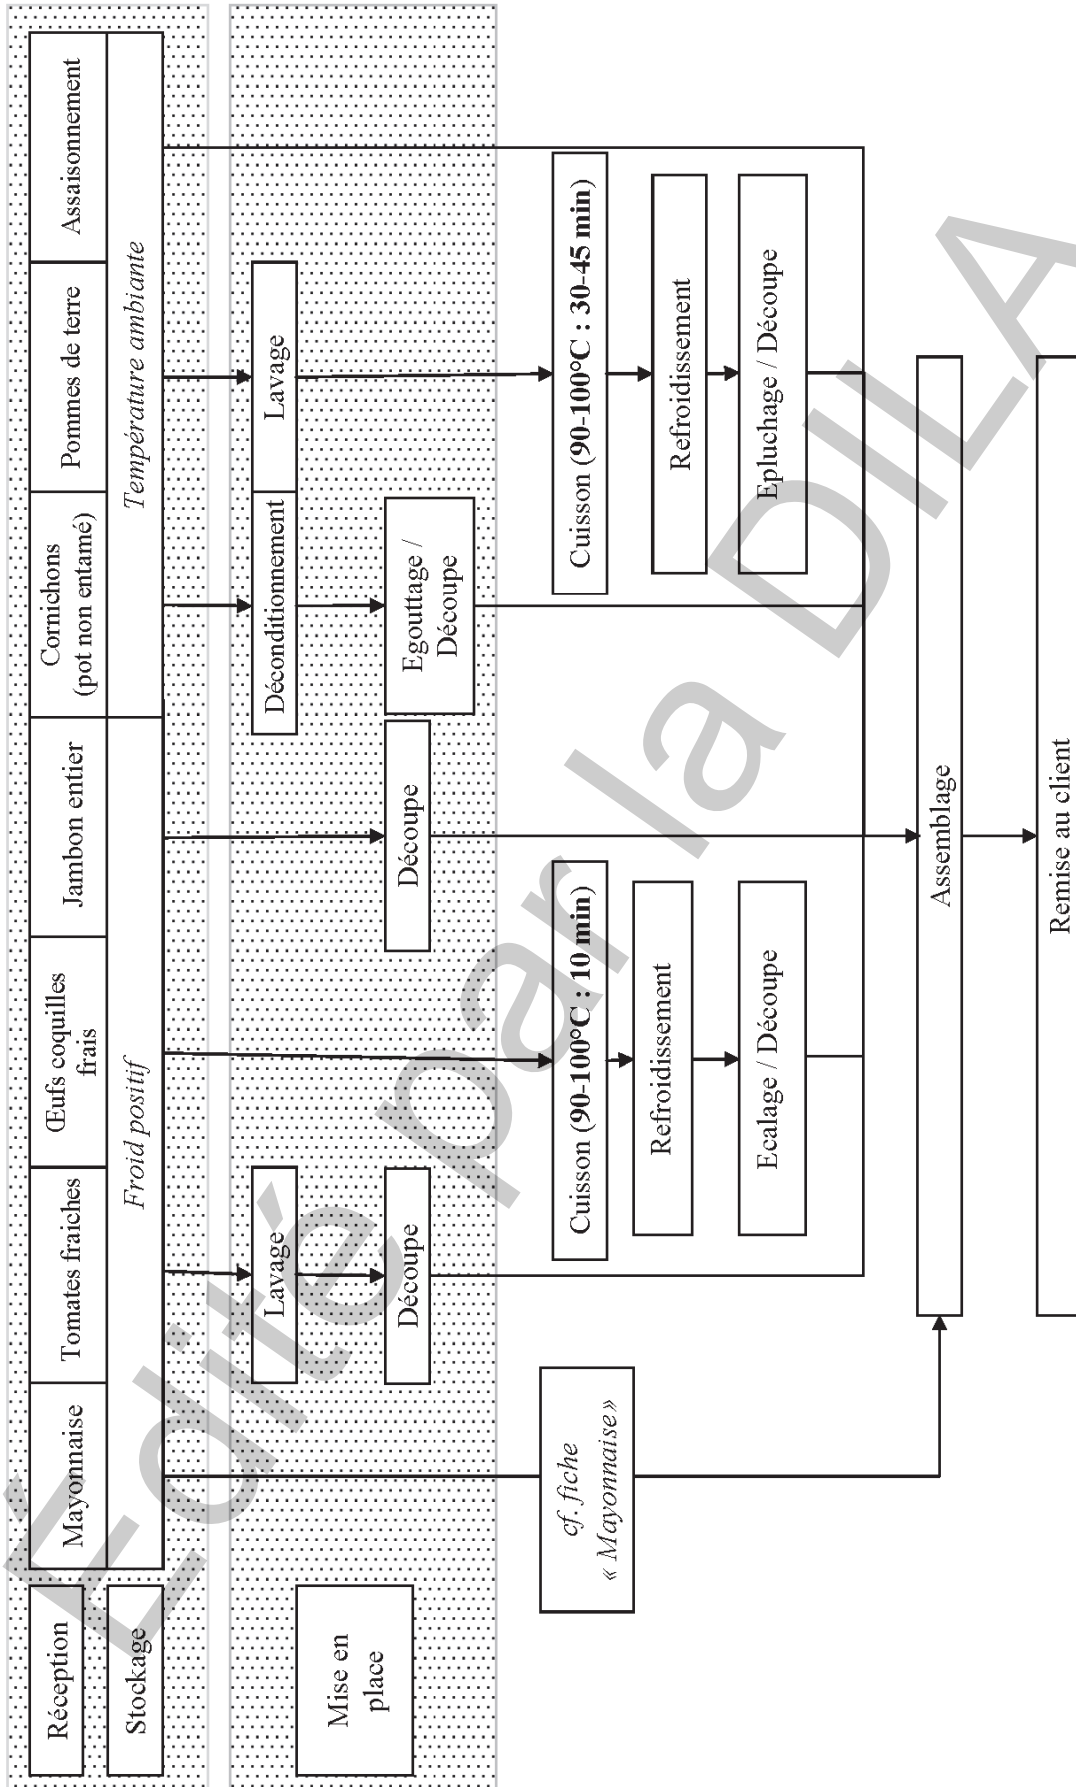 Réception
Mayonnaise
Tomates fraiches
Œufs coquilles
frais
Jambon entier
Cornichons
(pot non entamé)
Pommes de terre
Assaisonnement
Stockage
Froid positif
Température ambiante
Mise en
place
Lavage
Déconditionnement
Lavage
Découpe
Découpe
Egouttage /
Découpe
cf. fiche
« Mayonnaise»
Cuisson (90-100°C : 10 min)
Cuisson (90-100°C : 30-45 min)
Refroidissement
Refroidissement
Ecalage / Découpe
Epluchage / Découpe
Assemblage
Remise au client
Édité par la DILA